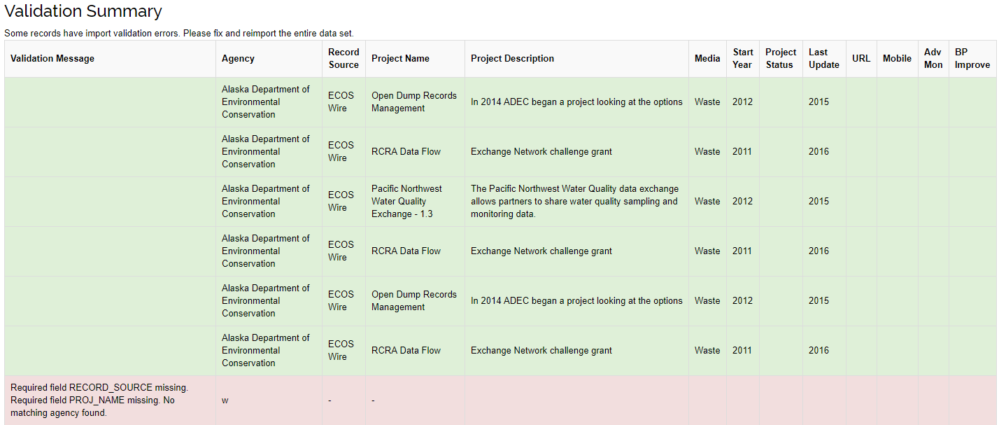 Validation Summary
Some records have import validation errors. Please fix and reimport the entire data set.
Validation Message
Agency
Record
Source
Project Name
Project Description
Media
Start
Year
Project
Status
Last
Update
URL
Mobile
Adv
Mon
BP
Improve
Alaska Department of
Environmental
Conservation
ECOS
Wire
Open Dump Records
Management
In 2014 ADEC began a project looking at the options
Waste
2012
2015
Alaska Department of
Environmental
Conservation
ECOS
Wire
RCRA Data Flow
Exchange Network challenge grant
Waste
2011
2016
Alaska Department of
Environmental
Conservation
ECOS
Wire
Pacific Northwest
Water Quality
Exchange - 1.3
The Pacific Northwest Water Quality data exchange
allows partners to share water quality sampling and
monitoring data.
Waste
2012
2015
Alaska Department of
Environmental
Conservation
ECOS
Wire
RCRA Data Flow
Exchange Network challenge grant
Waste
2011
2016
Alaska Department of
Environmental
Conservation
ECOS
Wire
Open Dump Records
Management
In 2014 ADEC began a project looking at the options
Waste
2012
2015
Alaska Department of
Environmental
Conservation
ECOS
Wire
RCRA Data Flow
Exchange Network challenge grant
Waste
2011
2016
Required field RECORD_SOURCE missing.
Required field PROJ_NAME missing. No
matching agency found.
w
-
-